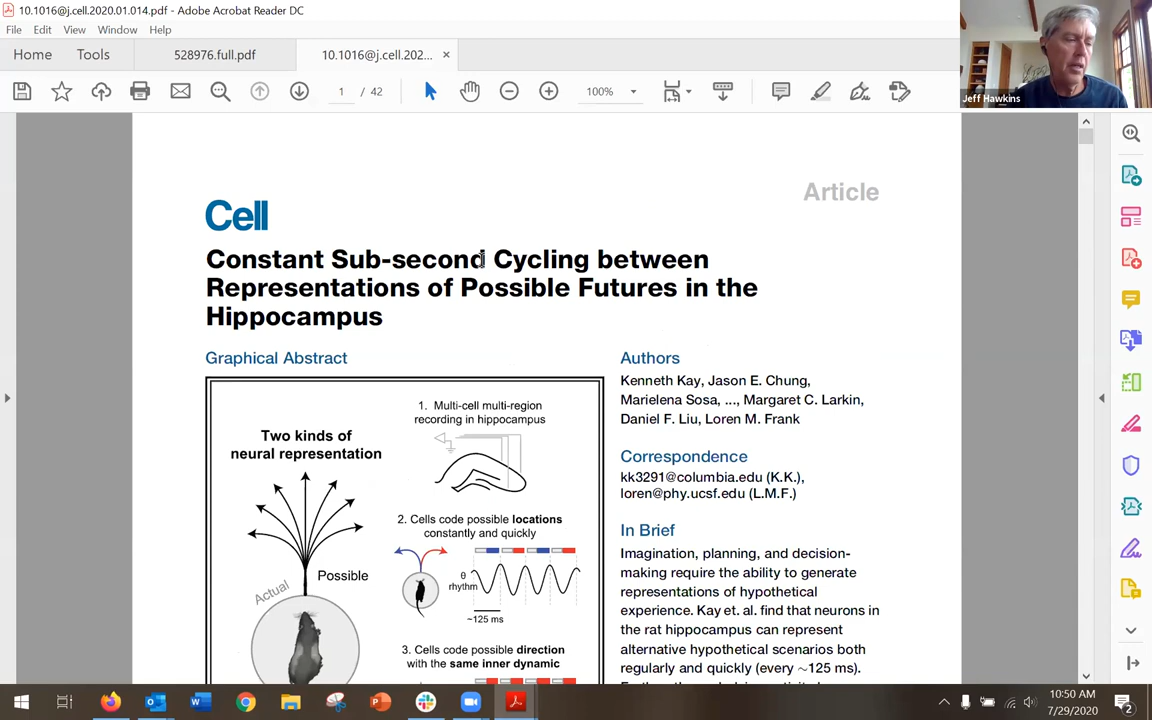 10.1016@j.cell.2020.01.014.pdf - Adobe Acrobat Reader DC
File Edit View Window Help
Home Tools 528976.full.pdf 10.1016@j.cell.202... ×
1 / 42 100%
Jeff Hawkins
Article
Cell
Constant Sub-second Cycling between
Representations of Possible Futures in the
Hippocampus
Graphical Abstract
Two kinds of
neural representation
Possible
Actual
1. Multi-cell multi-region
recording in hippocampus
2. Cells code possible locations
constantly and quickly
θ
rhythm
~125 ms
3. Cells code possible direction
with the same inner dynamic
Authors
Kenneth Kay, Jason E. Chung,
Marielena Sosa, ..., Margaret C. Larkin,
Daniel F. Liu, Loren M. Frank
Correspondence
kk3291@columbia.edu (K.K.),
loren@phy.ucsf.edu (L.M.F.)
In Brief
Imagination, planning, and decision-
making require the ability to generate
representations of hypothetical
experience. Kay et. al. find that neurons in
the rat hippocampus can represent
alternative hypothetical scenarios both
regularly and quickly (every ~125 ms).
10:50 AM
7/29/2020
2